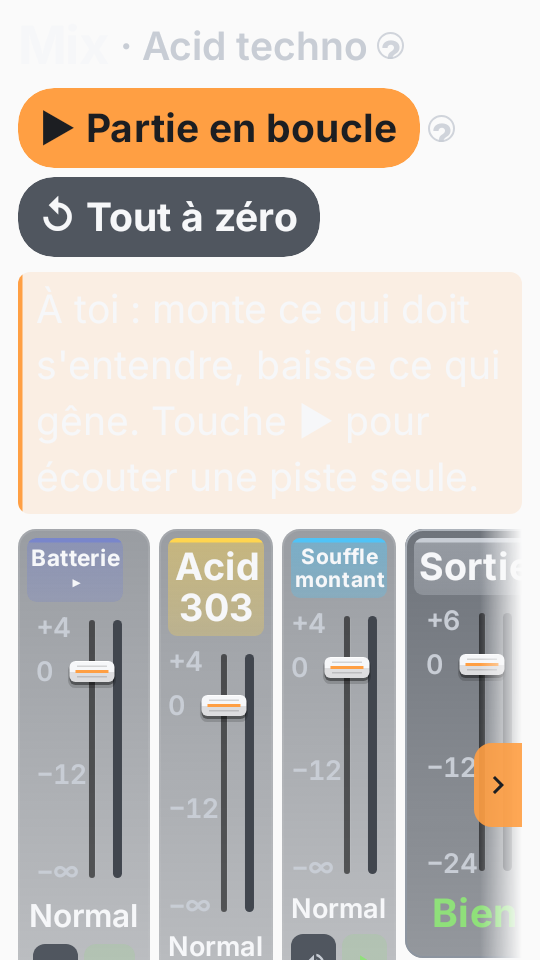 Mix · Acid techno ?
▶ Partie en boucle ?
Tout à zéro
À toi : monte ce qui doit
s'entendre, baisse ce qui
gêne. Touche ▶ pour
écouter une piste seule.
Batterie
▸
Acid
303
Souffle
montant
Sortie
+4
0
−12
−∞
Normal
+4
0
−12
−∞
Normal
+4
0
−12
−∞
Normal
+6
0
−12
−24
Bien